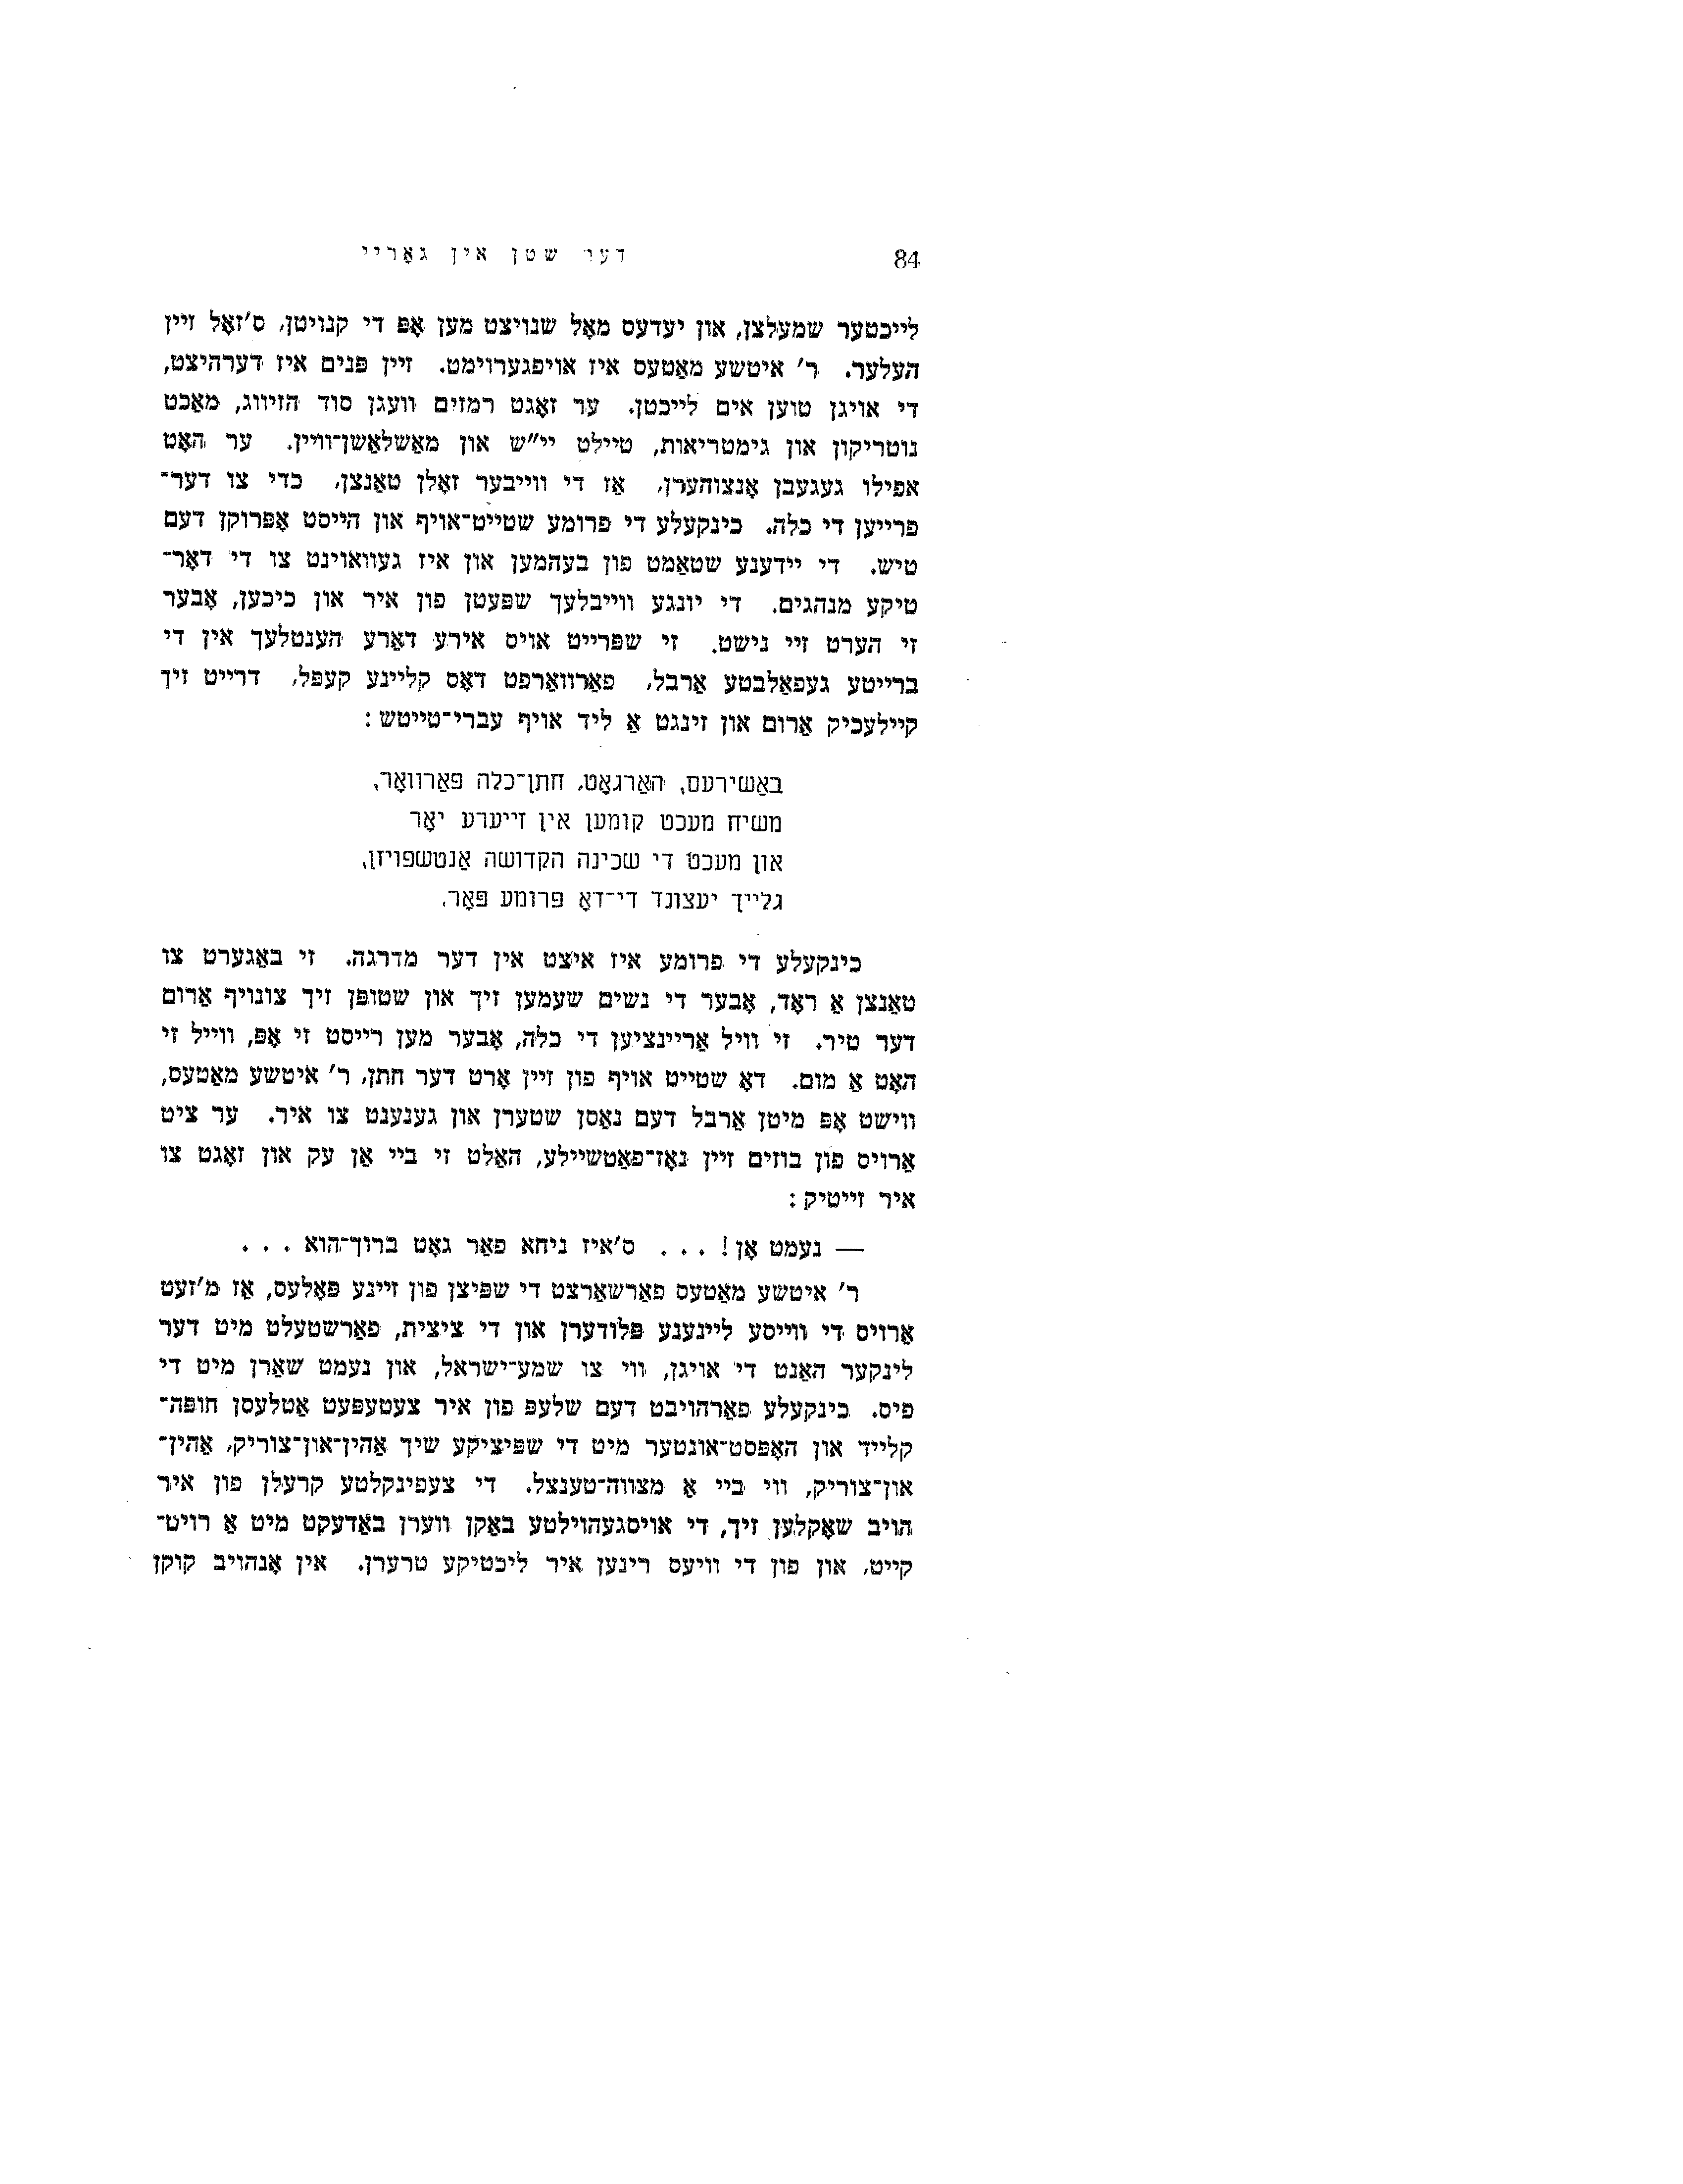 84
דער שטן אין גאָריי
לייכטער שמעלצן, און יעדעס מאָל שנויצט מען אָפּ די קנויטן, ס'זאָל זיין
העלער. ר' איטשע מאַטעס איז אויפגערוימט. זיין פנים איז דערהיצט,
די אויגן טוען אים לייכטן. ער זאָגט רמזים וועגן סוד הזיווג, מאַכט
נוטריקון און גימטריאות, טיילט יי״ש און מאַשלאַשן־וויין. ער האָט
אפילו געגעבן אָנצוהערן, אַז די ווייבער זאָלן טאַנצן, כדי צו דער־
פרייען די כלה. כינקעלע די פרומע שטייט־אויף און הייסט אָפּרוקן דעם
טיש. די יידענע שטאַמט פון בעהמען און איז געוואוינט צו די דאָר־
טיקע מנהגים. די יונגע ווייבלעך שפּעטן פון איר און כיכען, אָבער
זי הערט זיי נישט. זי שפּרייט אויס אירע דאַרע הענטלעך אין די
ברייטע געפאַלבטע אַרבל, פאַרוואַרפט דאָס קליינע קעפּל, דרייט זיך
קיילעכיק אַרום און זינגט אַ ליד אויף עברי־טייטש:
באַשירעם, האַרגאָט, חתן־כלה פאַרוואָר,
משיח מעכט קומען אין זייערע יאָר
און מעכט די שכינה הקדושה אַנטשפּויזן,
גלייך יעצונד די־דאָ פרומע פּאָר.
כינקעלע די פרומע איז איצט אין דער מדרגה. זי באַגערט צו
טאַנצן אַ ראָד, אָבער די נשים שעמען זיך און שטופּן זיך צונויף אַרום
דער טיר. זי וויל אַריינציען די כלה, אָבער מען רייסט זי אָפּ, ווייל זי
האָט אַ מום. דאָ שטייט אויף פון זיין אָרט דער חתן, ר' איטשע מאַטעס,
ווישט אָפּ מיטן אַרבל דעם נאַסן שטערן און גענענט צו איר. ער ציט
אַרויס פון בוזים זיין נאָז־פאַטשיילע, האַלט זי ביי אַן עק און זאָגט צו
איר זייטיק:
— נעמט אָן! . . . ס'איז ניחא פאַר גאָט ברוך־הוא . . .
ר' איטשע מאַטעס פאַרשאַרצט די שפּיצן פון זיינע פּאָלעס, אַז מ'זעט
אַרויס די ווייסע ליינענע פּלודערן און די ציצית, פאַרשטעלט מיט דער
לינקער האַנט די אויגן, ווי צו שמע־ישראל, און נעמט שאַרן מיט די
פיס. כינקעלע פאַרהויבט דעם שלעפּ פון איר צעטעפּעט אַטלעסן חופּה־
קלייד און האָפּסט־אונטער מיט די שפּיציקע שיך אַהין־און־צוריק, אַהין־
און־צוריק, ווי ביי אַ מצווה־טענצל. די צעפינקלטע קרעלן פון איר
הויב שאָקלען זיך, די אויסגעהוילטע באַקן ווערן באַדעקט מיט אַ רויט־
קייט, און פון די וויעס רינען איר ליכטיקע טרערן. אין אָנהויב קוקן